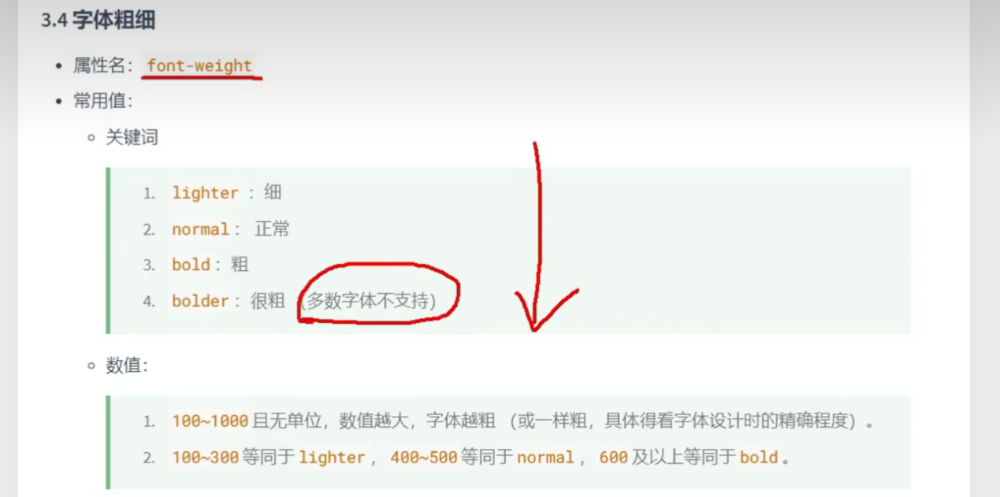 3.4 字体粗细
• 属性名： font-weight
• 常用值：
◦ 关键词
1. lighter ：细
2. normal ： 正常
3. bold ：粗
4. bolder ：很粗 （多数字体不支持）
◦ 数值：
1. 100~1000 且无单位，数值越大，字体越粗 （或一样粗，具体得看字体设计时的精确程度）。
2. 100~300 等同于 lighter ， 400~500 等同于 normal ， 600 及以上等同于 bold 。